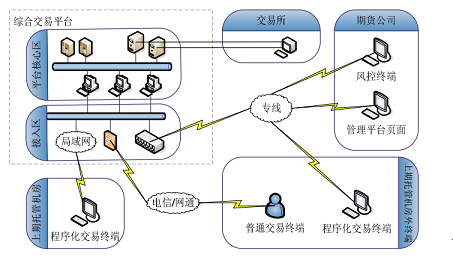 综合交易平台
交易所
期货公司
平台核心区
风控终端
专线
管理平台页面
接入区
局域网
上期托管机房
程序化交易终端
电信/网通
普通交易终端
程序化交易终端
上期托管机房外终端